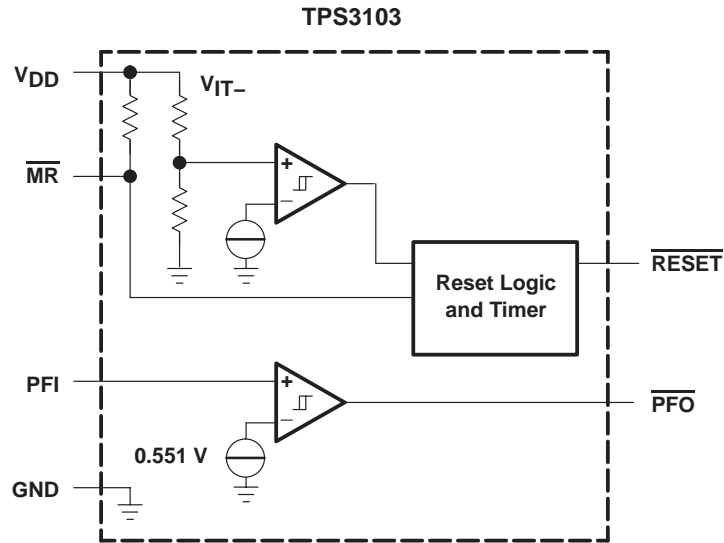 TPS3103
VDD
VIT–
MR
+
–
RESET
Reset Logic
and Timer
PFI
+
–
PFO
0.551 V
GND